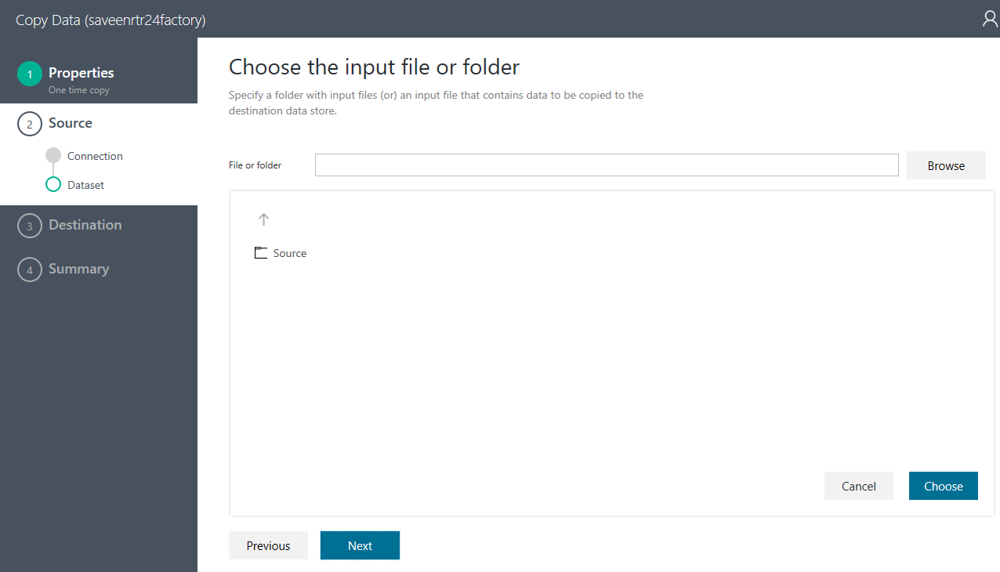 Copy Data (saveenrtr24factory)
1 Properties
One time copy
2 Source
Connection
Dataset
3 Destination
4 Summary
Choose the input file or folder
Specify a folder with input files (or) an input file that contains data to be copied to the
destination data store.
File or folder
Browse
Source
Cancel Choose
Previous Next